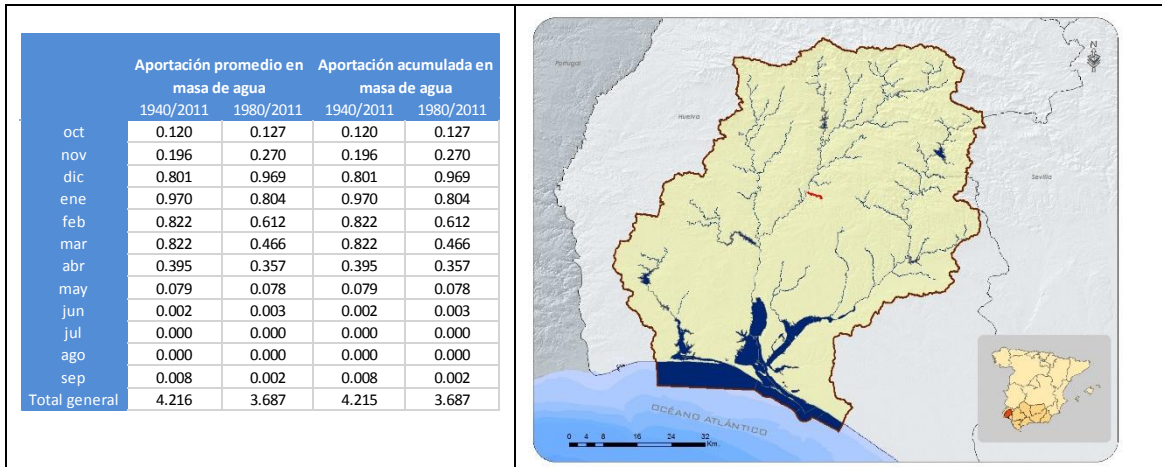 Aportación promedio en masa de agua Aportación acumulada en masa de agua
1940/2011 1980/2011 1940/2011 1980/2011
oct 0.120 0.127 0.120 0.127
nov 0.196 0.270 0.196 0.270
dic 0.801 0.969 0.801 0.969
ene 0.970 0.804 0.970 0.804
feb 0.822 0.612 0.822 0.612
mar 0.822 0.466 0.822 0.466
abr 0.395 0.357 0.395 0.357
may 0.079 0.078 0.079 0.078
jun 0.002 0.003 0.002 0.003
jul 0.000 0.000 0.000 0.000
ago 0.000 0.000 0.000 0.000
sep 0.008 0.002 0.008 0.002
Total general 4.216 3.687 4.215 3.687
Portugal
Huelva
Sevilla
N
OCÉANO ATLÁNTICO
0 4 8 16 24 32
Km.